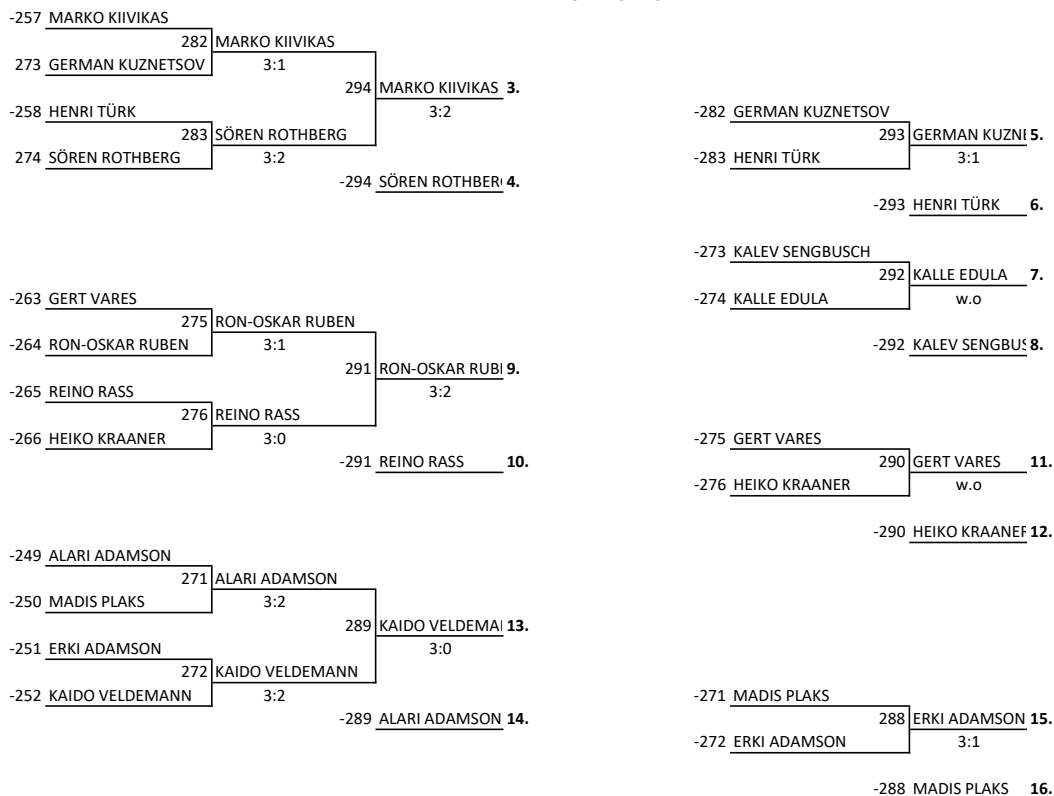 -257 MARKO KIIVIKAS
282 MARKO KIIVIKAS
273 GERMAN KUZNETSOV 3:1
294 MARKO KIIVIKAS 3.
-258 HENRI TÜRK 3:2
283 SÖREN ROTHBERG
274 SÖREN ROTHBERG 3:2
-294 SÖREN ROTHBER 4.
-282 GERMAN KUZNETSOV
293 GERMAN KUZN 5.
-283 HENRI TÜRK 3:1
-293 HENRI TÜRK 6.
-273 KALEV SENGBUSCH
292 KALLE EDULA 7.
-274 KALLE EDULA w.o
-292 KALEV SENGBUS 8.
-263 GERT VARES
275 RON-OSKAR RUBEN
-264 RON-OSKAR RUBEN 3:1
291 RON-OSKAR RUB 9.
-265 REINO RASS 3:2
276 REINO RASS
-266 HEIKO KRAANER 3:0
-291 REINO RASS 10.
-275 GERT VARES
290 GERT VARES 11.
-276 HEIKO KRAANER w.o
-290 HEIKO KRAANER 12.
-249 ALARI ADAMSON
271 ALARI ADAMSON
-250 MADIS PLAKS 3:2
289 KAIDO VELDEMA 13.
-251 ERKI ADAMSON 3:0
272 KAIDO VELDEMANN
-252 KAIDO VELDEMANN 3:2
-289 ALARI ADAMSON 14.
-271 MADIS PLAKS
288 ERKI ADAMSON 15.
-272 ERKI ADAMSON 3:1
-288 MADIS PLAKS 16.